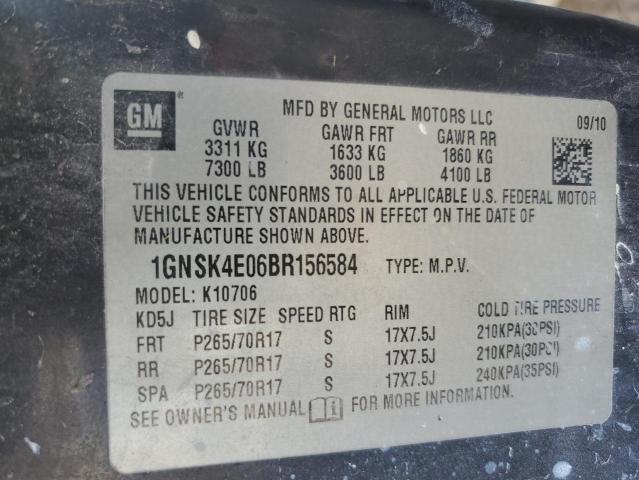 GM
MFD BY GENERAL MOTORS LLC 09/10
GVWR GAWR FRT GAWR RR
3311 KG 1633 KG 1860 KG
7300 LB 3600 LB 4100 LB
THIS VEHICLE CONFORMS TO ALL APPLICABLE U.S. FEDERAL MOTOR
VEHICLE SAFETY STANDARDS IN EFFECT ON THE DATE OF
MANUFACTURE SHOWN ABOVE.
1GNSK4E06BR156584 TYPE: M.P.V.
MODEL: K10706
KD5J TIRE SIZE SPEED RTG RIM COLD TIRE PRESSURE
FRT P265/70R17 S 17X7.5J 210KPA(30PSI)
RR P265/70R17 S 17X7.5J 210KPA(30PSI)
SPA P265/70R17 S 17X7.5J 240KPA(35PSI)
SEE OWNER'S MANUAL FOR MORE INFORMATION.